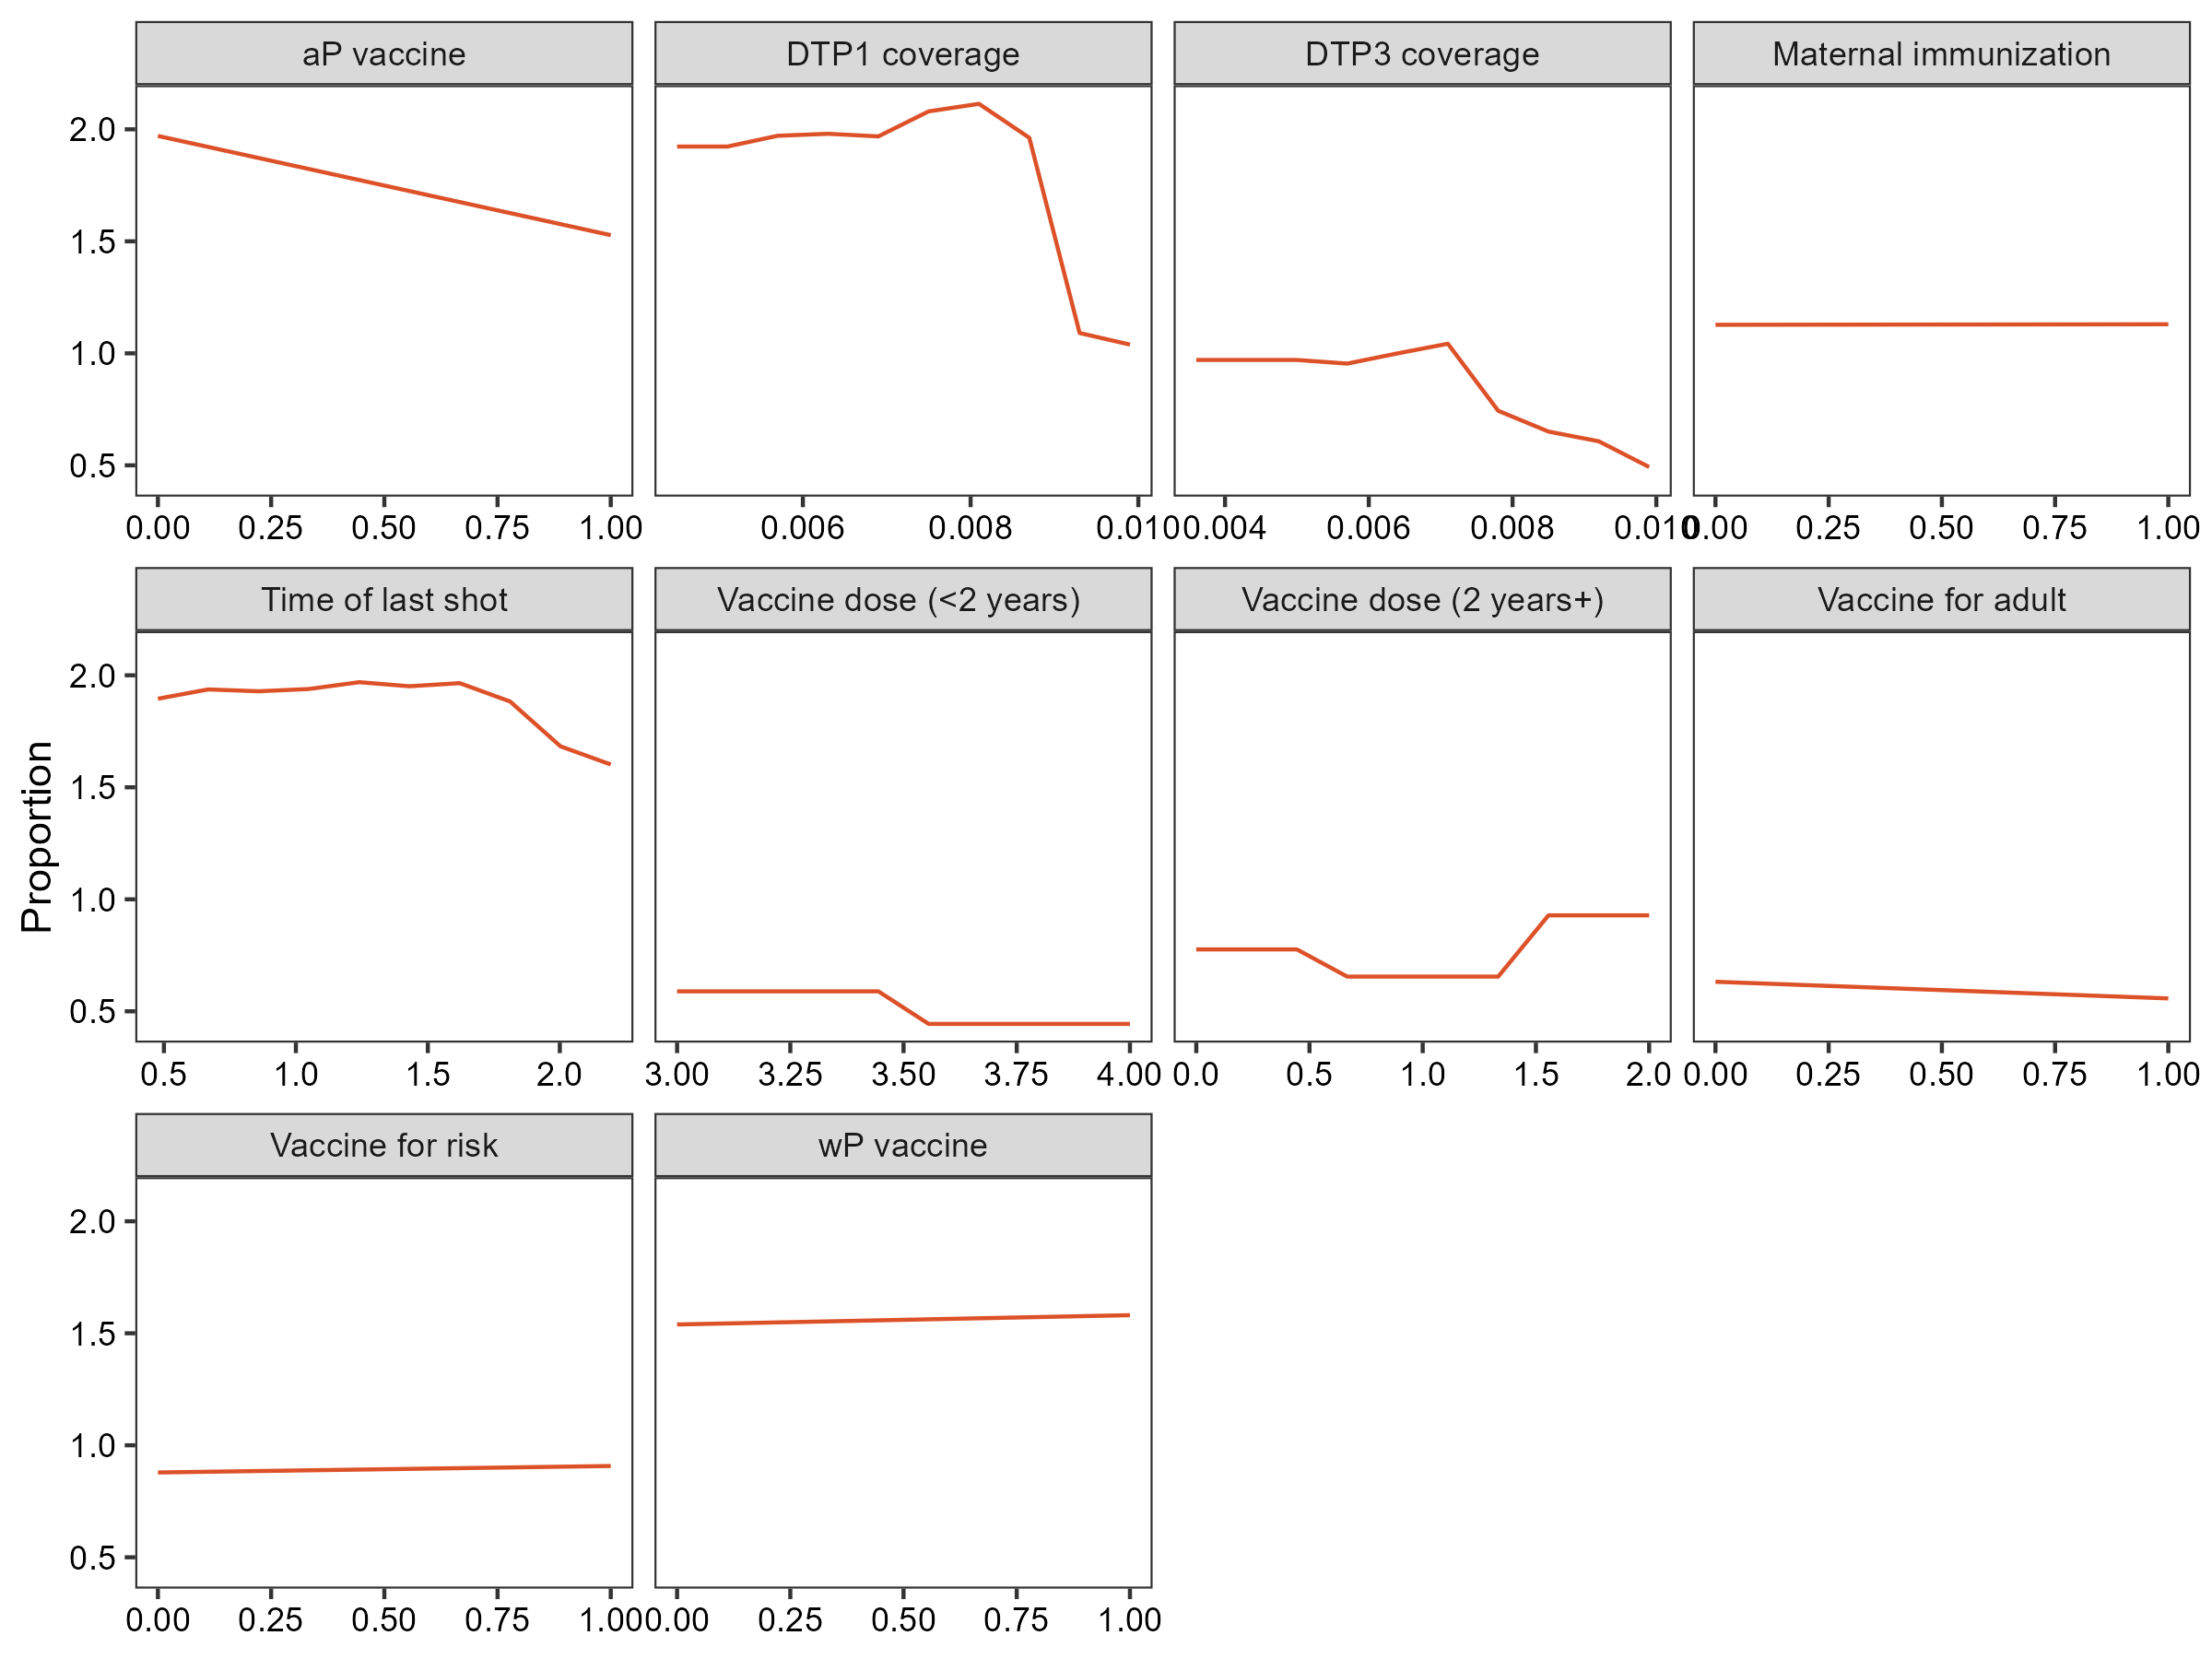 aP vaccine
DTP1 coverage
DTP3 coverage
Maternal immunization
2.0
1.5
1.0
0.5
0.00 0.25 0.50 0.75 1.00
0.006 0.008 0.010
0.004 0.006 0.008 0.010
0.00 0.25 0.50 0.75 1.00
Time of last shot
Vaccine dose (<2 years)
Vaccine dose (2 years+)
Vaccine for adult
Proportion
2.0
1.5
1.0
0.5
0.5 1.0 1.5 2.0
3.00 3.25 3.50 3.75 4.00
0.0 0.5 1.0 1.5 2.0
0.00 0.25 0.50 0.75 1.00
Vaccine for risk
wP vaccine
2.0
1.5
1.0
0.5
0.00 0.25 0.50 0.75 1.00
0.00 0.25 0.50 0.75 1.00